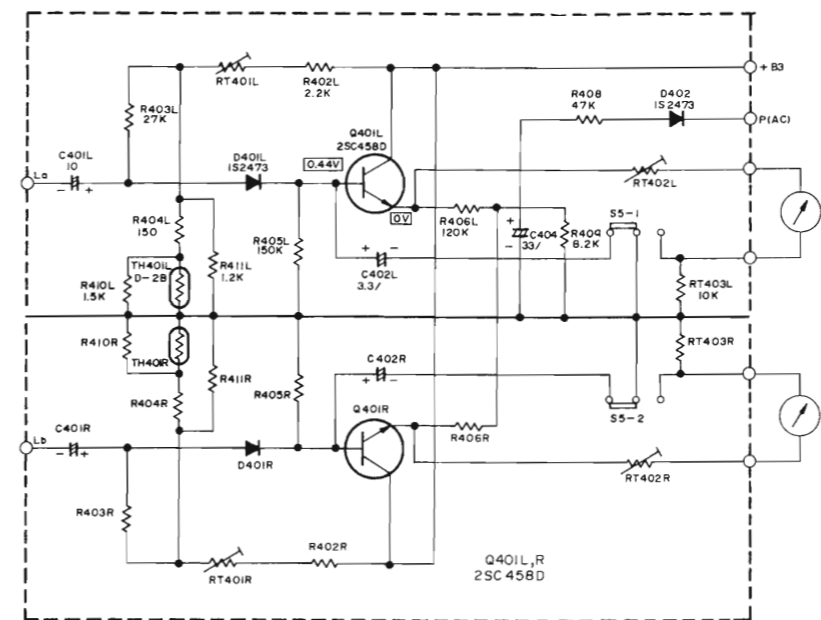 RT401L
R402L
2.2K
+ B3
R403L
27K
R408
47K
D402
1S2473
P(AC)
Q401L
2SC458D
C401L
10
- +
La
D401L
1S2473
0.44V
RT402L
R404L
150
0V
R406L
120K
+
-
C404
33/
R409
8.2K
S5-1
R405L
150K
+ -
C402L
3.3/
TH401L
D-2B
R411L
1.2K
R410L
1.5K
RT403L
10K
R410R
TH401R
RT403R
C402R
+ -
R411R
R405R
R404R
Q401R
S5-2
C401R
Lb
- +
R406R
D401R
RT402R
R403R
R402R
RT401R
Q401L,R
2SC458D